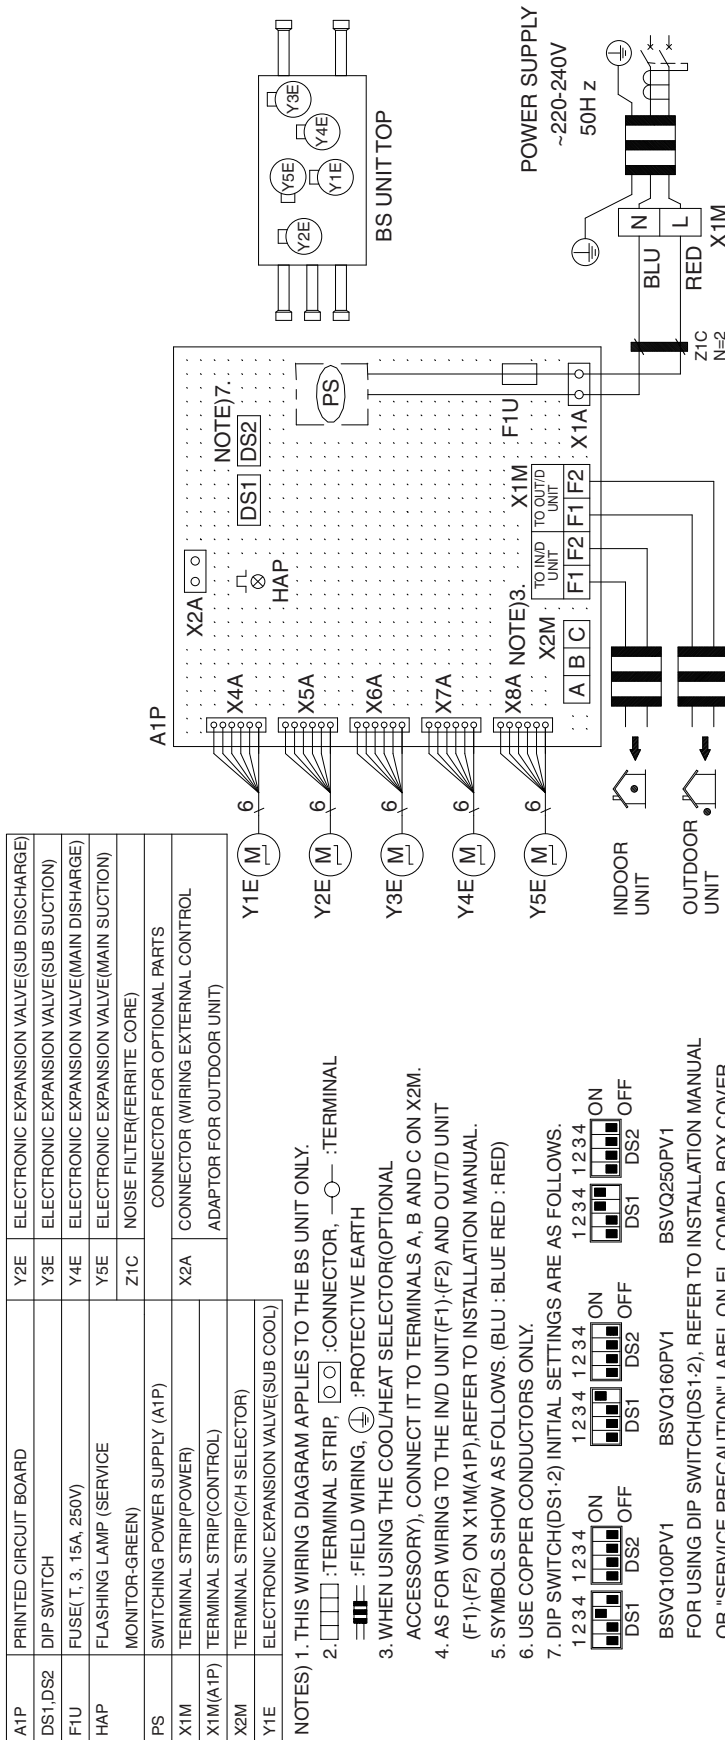 A1P PRINTED CIRCUIT BOARD
DS1,DS2 DIP SWITCH
F1U FUSE( T, 3, 15A, 250V)
HAP FLASHING LAMP (SERVICE
MONITOR-GREEN)
PS SWITCHING POWER SUPPLY (A1P)
X1M TERMINAL STRIP(POWER)
X1M(A1P) TERMINAL STRIP(CONTROL)
X2M TERMINAL STRIP(C/H SELECTOR)
Y1E ELECTRONIC EXPANSION VALVE(SUB COOL)
Y2E ELECTRONIC EXPANSION VALVE(SUB DISCHARGE)
Y3E ELECTRONIC EXPANSION VALVE(SUB SUCTION)
Y4E ELECTRONIC EXPANSION VALVE(MAIN DISHARGE)
Y5E ELECTRONIC EXPANSION VALVE(MAIN SUCTION)
Z1C NOISE FILTER(FERRITE CORE)
CONNECTOR FOR OPTIONAL PARTS
X2A CONNECTOR (WIRING EXTERNAL CONTROL
ADAPTOR FOR OUTDOOR UNIT)
NOTES) 1. THIS WIRING DIAGRAM APPLIES TO THE BS UNIT ONLY.
2. :TERMINAL STRIP, :CONNECTOR, :TERMINAL
:FIELD WIRING, :PROTECTIVE EARTH
3. WHEN USING THE COOL/HEAT SELECTOR(OPTIONAL
ACCESSORY), CONNECT IT TO TERMINALS A, B AND C ON X2M.
4. AS FOR WIRING TO THE IN/D UNIT(F1)·(F2) AND OUT/D UNIT
(F1)·(F2) ON X1M(A1P),REFER TO INSTALLATION MANUAL.
5. SYMBOLS SHOW AS FOLLOWS. (BLU : BLUE RED : RED)
6. USE COPPER CONDUCTORS ONLY.
7. DIP SWITCH(DS1·2) INITIAL SETTINGS ARE AS FOLLOWS.
1 2 3 4 1 2 3 4 ON OFF
DS1 DS2
BSVQ100PV1
1 2 3 4 1 2 3 4 ON OFF
DS1 DS2
BSVQ160PV1
1 2 3 4 1 2 3 4 ON OFF
DS1 DS2
BSVQ250PV1
FOR USING DIP SWITCH(DS1·2), REFER TO INSTALLATION MANUAL
OR "SERVICE PRECAUTION" LABEL ON EL. COMPO. BOX COVER
A1P
X2A
HAP
NOTE)7.
DS1 DS2
PS
F1U
X1A
X4A
X5A
X6A
X7A
X8A
NOTE)3.
X2M
A B C
X1M
TO IN/D UNIT
TO OUT/D UNIT
F1 F2 F1 F2
Y1E M 6
Y2E M 6
Y3E M 6
Y4E M 6
Y5E M 6
INDOOR
UNIT
OUTDOOR
UNIT
Y2E
Y5E
Y1E
Y4E
Y3E
BS UNIT TOP
POWER SUPPLY
~220-240V
50H z
BLU N
RED L
X1M
Z1C
N=2